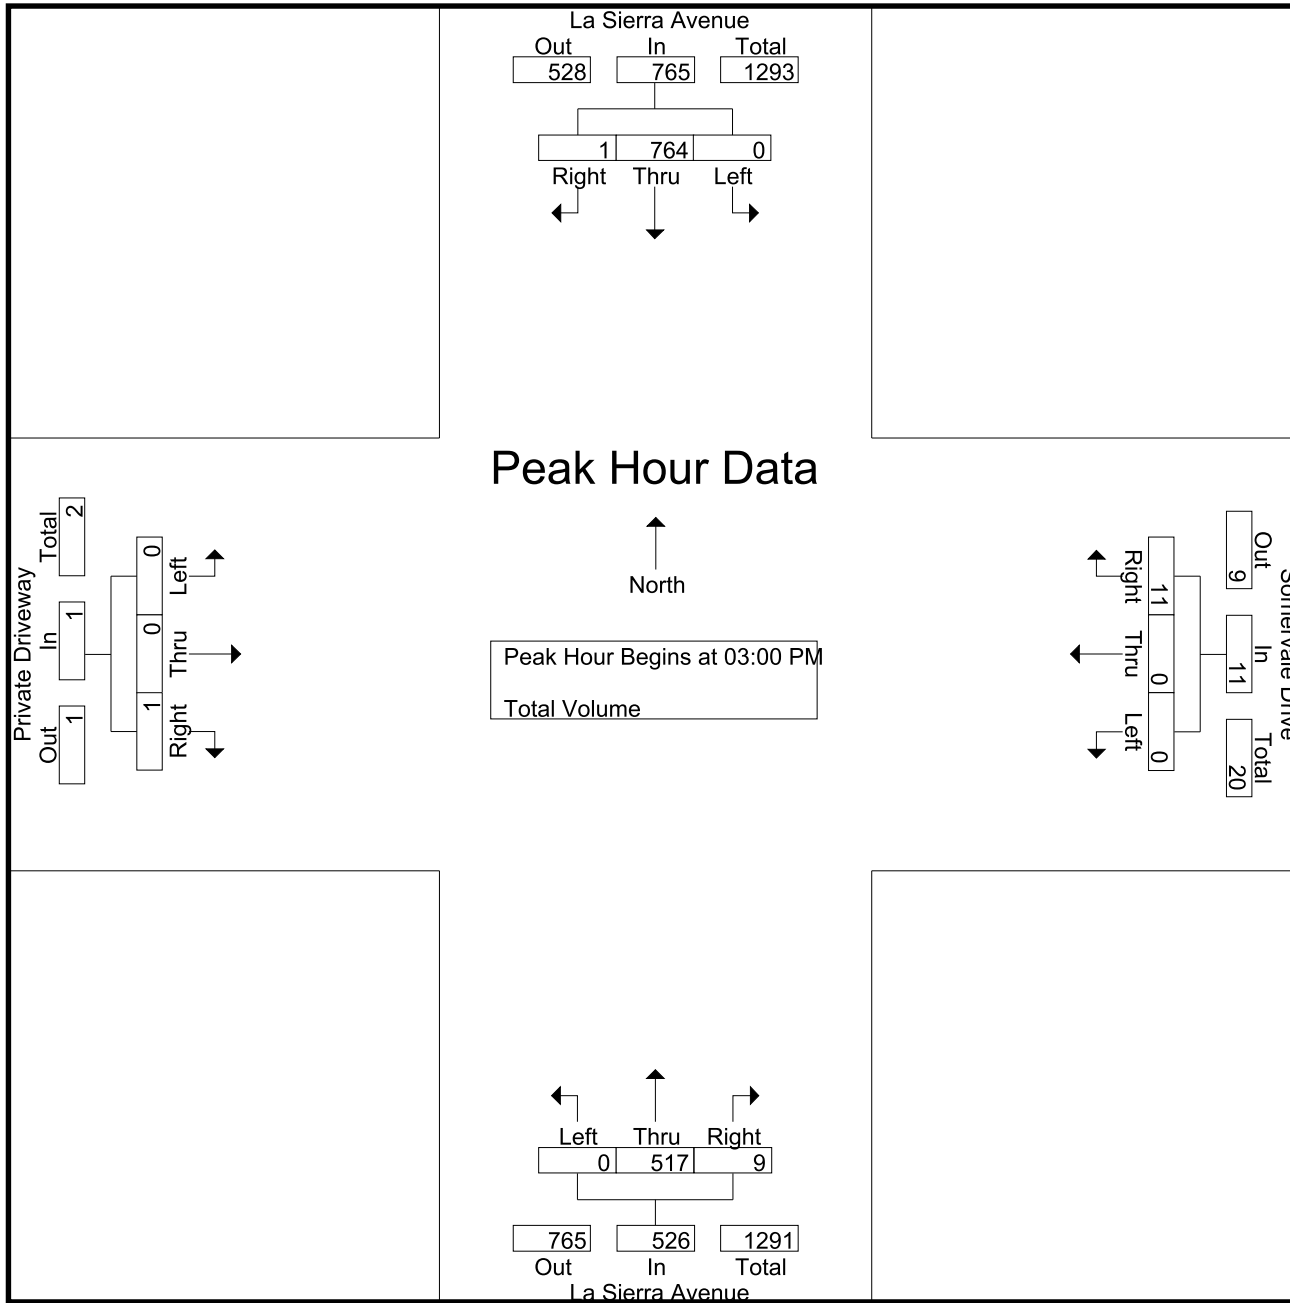 La Sierra Avenue
Out In Total
528 765 1293
1 764 0
Right Thru Left
Peak Hour Data
North
Peak Hour Begins at 03:00 PM
Total Volume
Private Driveway
Out In Total
1 1 2
1 0 0
Right Thru Left
Somervale Drive
Out In Total
9 11 20
11 0 0
Right Thru Left
Left Thru Right
0 517 9
765 526 1291
Out In Total
La Sierra Avenue